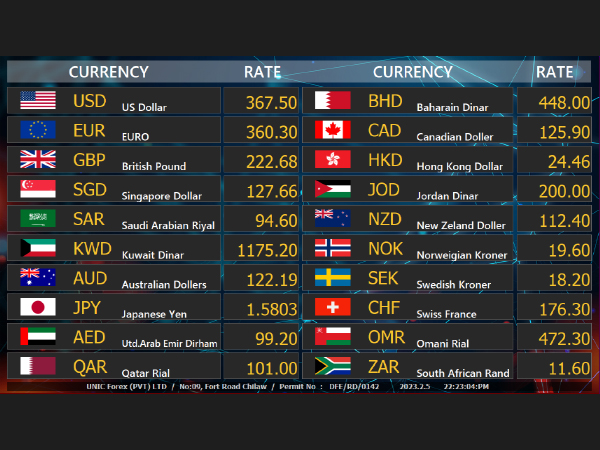 CURRENCY RATE CURRENCY RATE
USD US Dollar 367.50 BHD Baharain Dinar 448.00
EUR EURO 360.30 CAD Canadian Doller 125.90
GBP British Pound 222.68 HKD Hong Kong Dollar 24.46
SGD Singapore Dollar 127.66 JOD Jordan Dinar 200.00
SAR Saudi Arabian Riyal 94.60 NZD New Zeland Doller 112.40
KWD Kuwait Dinar 1175.20 NOK Norweigian Kroner 19.60
AUD Australian Dollers 122.19 SEK Swedish Kroner 18.20
JPY Japanese Yen 1.5803 CHF Swiss France 176.30
AED Utd.Arab Emir Dirham 99.20 OMR Omani Rial 472.30
QAR Qatar Rial 101.00 ZAR South African Rand 11.60
UNIC Forex (PVT) LTD / No:09, Fort Road Chilaw / Permit No : DFE/RD/0142 2023.2.5 22:23:04:PM